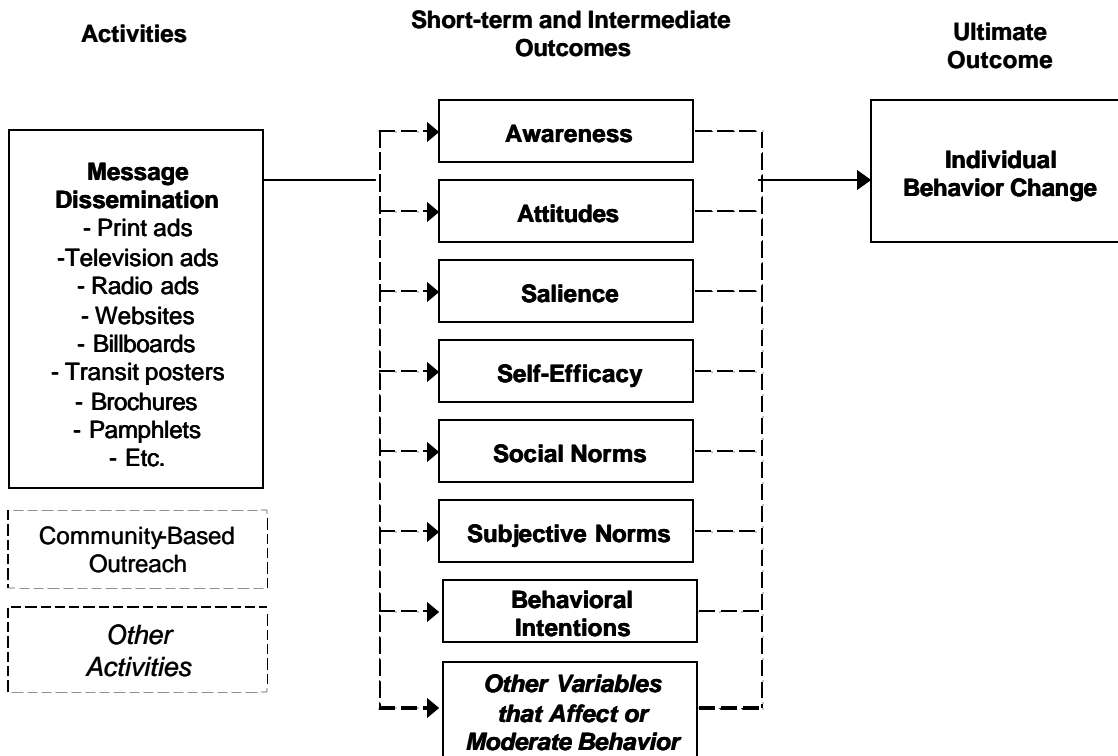 Activities
Short-term and Intermediate
Outcomes
Ultimate
Outcome
Message
Dissemination
- Print ads
-Television ads
- Radio ads
- Websites
- Billboards
- Transit posters
- Brochures
- Pamphlets
- Etc.
Community-Based
Outreach
Other
Activities
Awareness
Attitudes
Salience
Self-Efficacy
Social Norms
Subjective Norms
Behavioral
Intentions
Other Variables
that Affect or
Moderate Behavior
Individual
Behavior Change